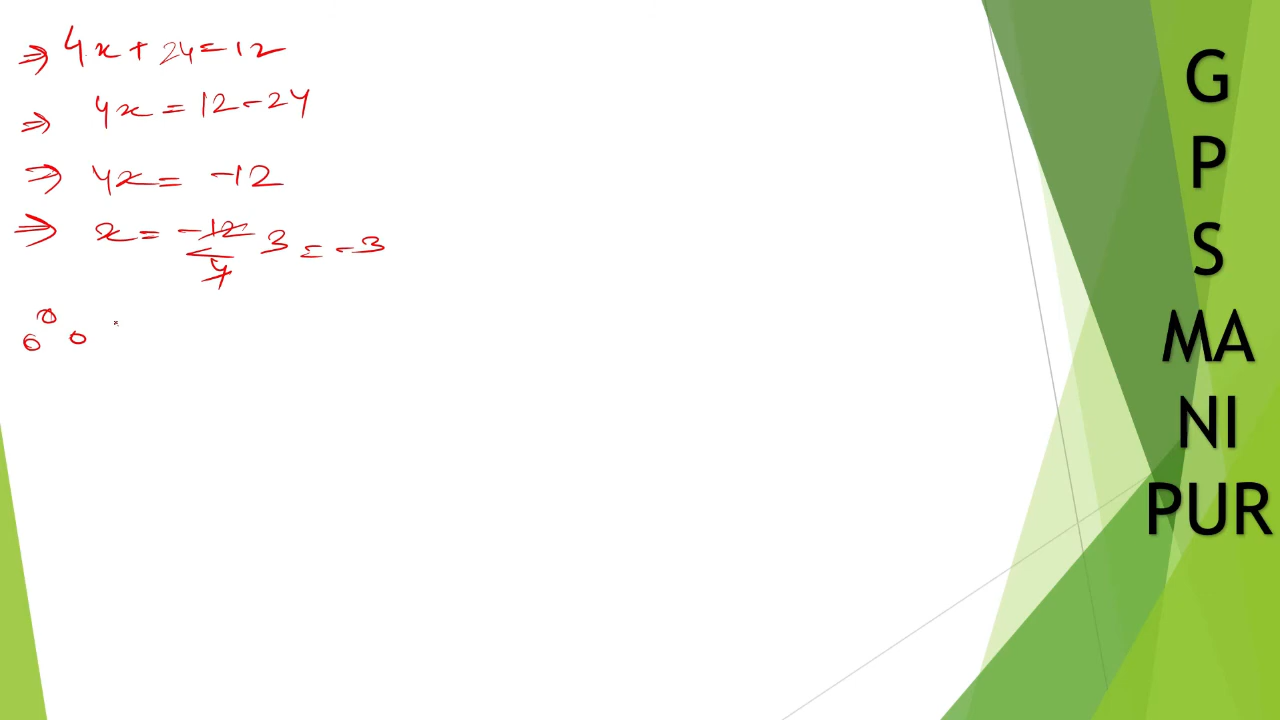 ⇒ 4x + 24 = 12
⇒ 4x = 12 - 24
⇒ 4x = -12
⇒ x = -12/4 3 = -3
∴
G
P
S
MA
NI
PUR